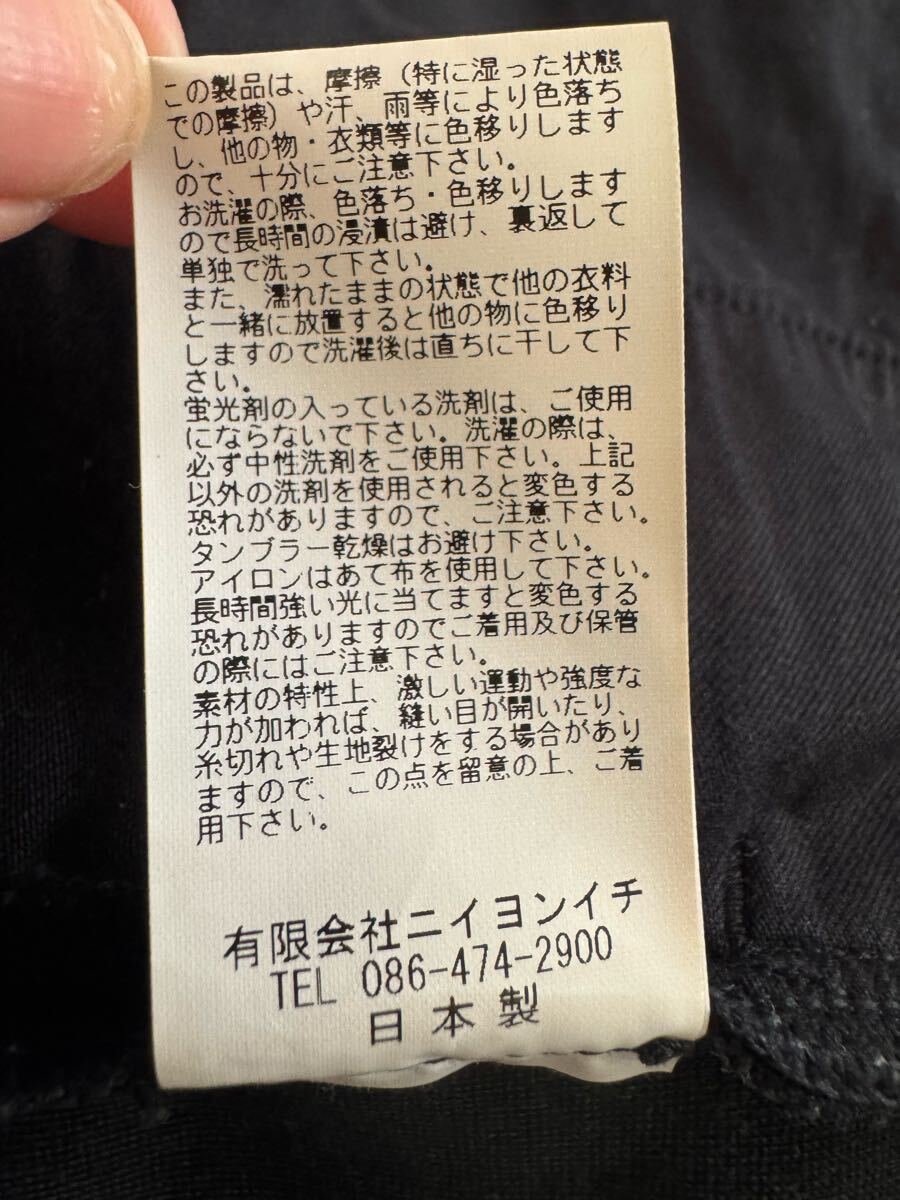 この製品は、摩擦（特に湿った状態
での摩擦）や汗、雨等により色落ち
し、他の物・衣類等に色移りします
ので、十分にご注意下さい。
お洗濯の際、色落ち・色移りします
ので長時間の浸漬は避け、裏返して
単独で洗って下さい。
また、濡れたままの状態で他の衣料
と一緒に放置すると他の物に色移り
しますので洗濯後は直ちに干して下
さい。
蛍光剤の入っている洗剤は、ご使用
にならないで下さい。洗濯の際は、
必ず中性洗剤をご使用下さい。上記
以外の洗剤を使用されると変色する
恐れがありますので、ご注意下さい。
タンブラー乾燥はお避け下さい。
アイロンはあて布を使用して下さい。
長時間強い光に当てますと変色する
恐れがありますのでご着用及び保管
の際にはご注意下さい。
素材の特性上、激しい運動や強度な
力が加われば、縫い目が開いたり、
糸切れや生地裂けをする場合があり
ますので、この点を留意の上、ご着
用下さい。
有限会社ニイヨンイチ
TEL 086-474-2900
日本製